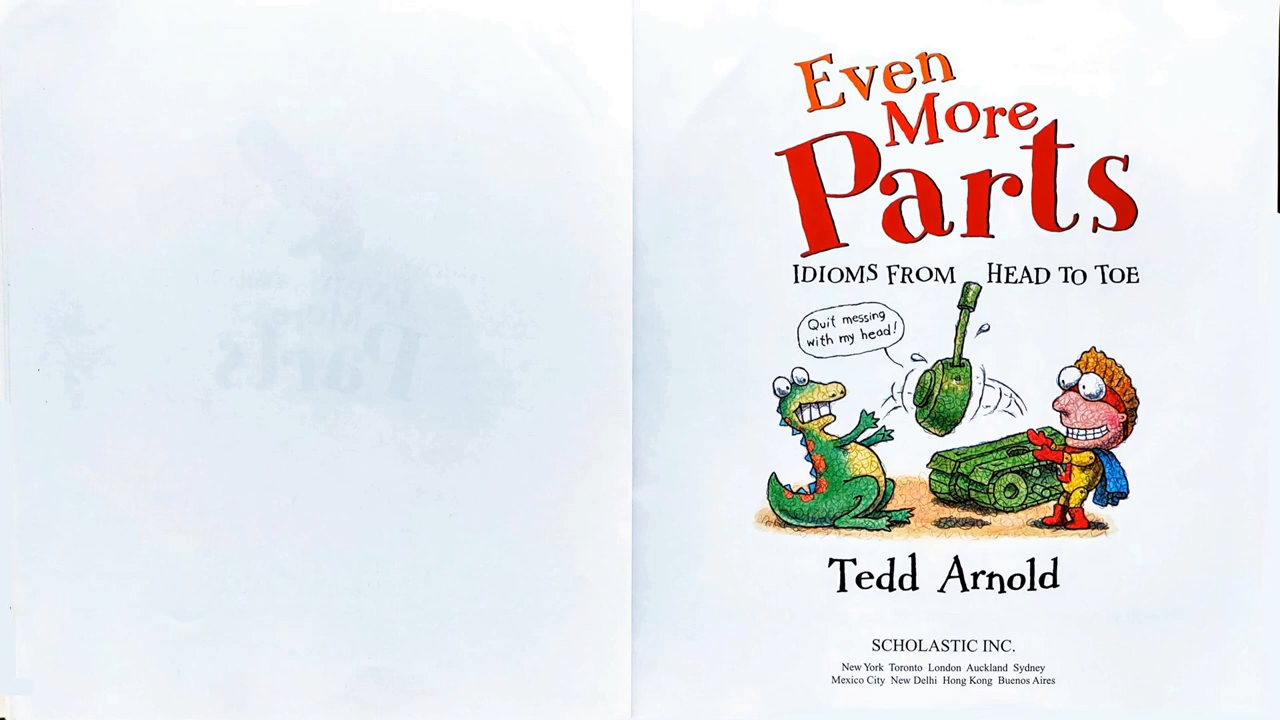 Even
More
Parts
IDIOMS FROM HEAD TO TOE
Quit messing
with my head!
Tedd Arnold
SCHOLASTIC INC.
New York Toronto London Auckland Sydney
Mexico City New Delhi Hong Kong Buenos Aires